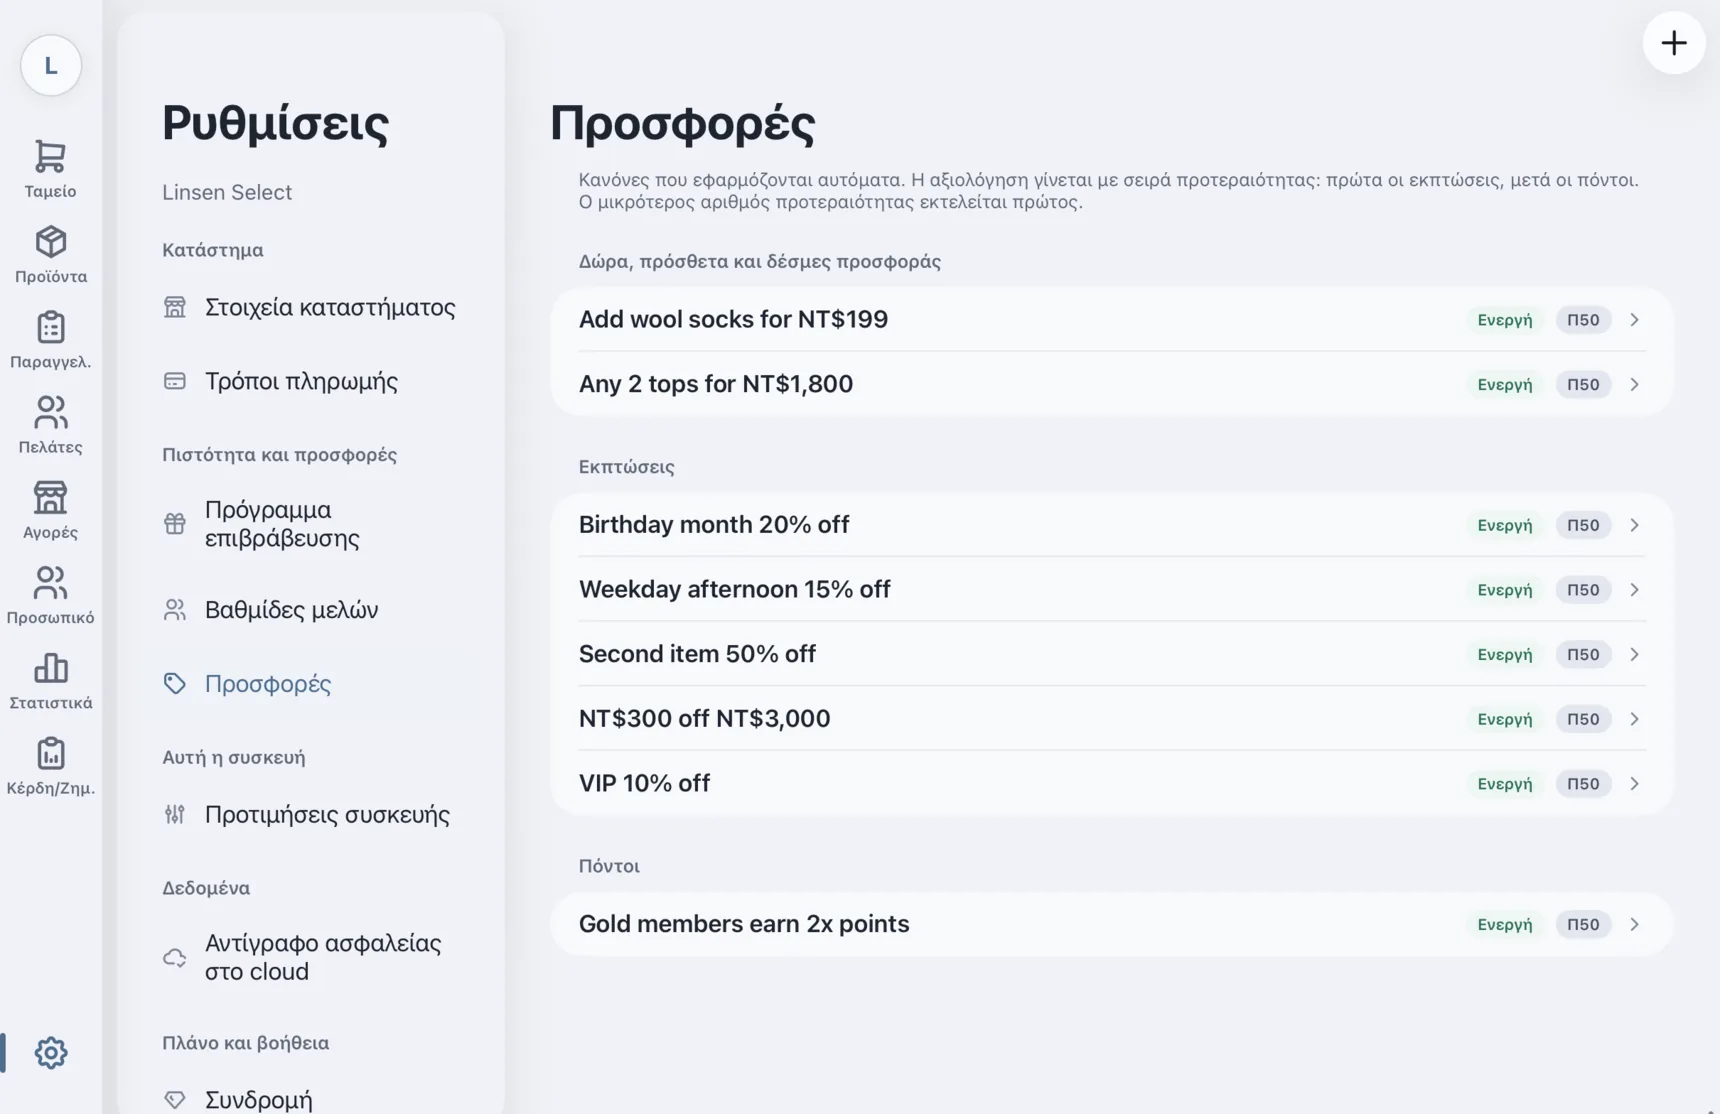 L
Ταμείο
Προϊόντα
Παραγγελ.
Πελάτες
Αγορές
Προσωπικό
Στατιστικά
Κέρδη/Ζημ.
Ρυθμίσεις
Linsen Select
Κατάστημα
Στοιχεία καταστήματος
Τρόποι πληρωμής
Πιστότητα και προσφορές
Πρόγραμμα
επιβράβευσης
Βαθμίδες μελών
Προσφορές
Αυτή η συσκευή
Προτιμήσεις συσκευής
Δεδομένα
Αντίγραφο ασφαλείας
στο cloud
Πλάνο και βοήθεια
Συνδρομή
Προσφορές
Κανόνες που εφαρμόζονται αυτόματα. Η αξιολόγηση γίνεται με σειρά προτεραιότητας: πρώτα οι εκπτώσεις, μετά οι πόντοι.
Ο μικρότερος αριθμός προτεραιότητας εκτελείται πρώτος.
Δώρα, πρόσθετα και δέσμες προσφοράς
Add wool socks for NT$199 Ενεργή Π50
Any 2 tops for NT$1,800 Ενεργή Π50
Εκπτώσεις
Birthday month 20% off Ενεργή Π50
Weekday afternoon 15% off Ενεργή Π50
Second item 50% off Ενεργή Π50
NT$300 off NT$3,000 Ενεργή Π50
VIP 10% off Ενεργή Π50
Πόντοι
Gold members earn 2x points Ενεργή Π50